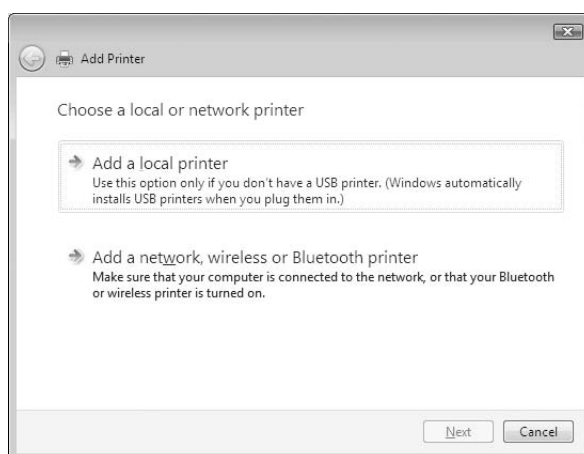 Add Printer
Choose a local or network printer
Add a local printer
Use this option only if you don't have a USB printer. (Windows automatically
installs USB printers when you plug them in.)
Add a network, wireless or Bluetooth printer
Make sure that your computer is connected to the network, or that your Bluetooth
or wireless printer is turned on.
Next
Cancel